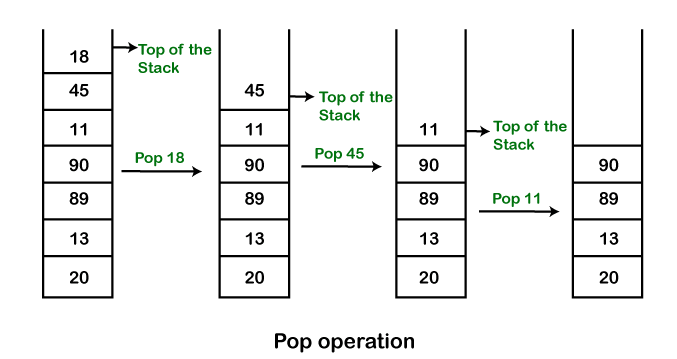 18
Top of the
Stack
45
11
90
89
13
20
Pop 18
45
Top of the
Stack
11
90
89
13
20
Pop 45
11
Top of the
Stack
90
89
13
20
Pop 11
90
89
13
20
Pop operation